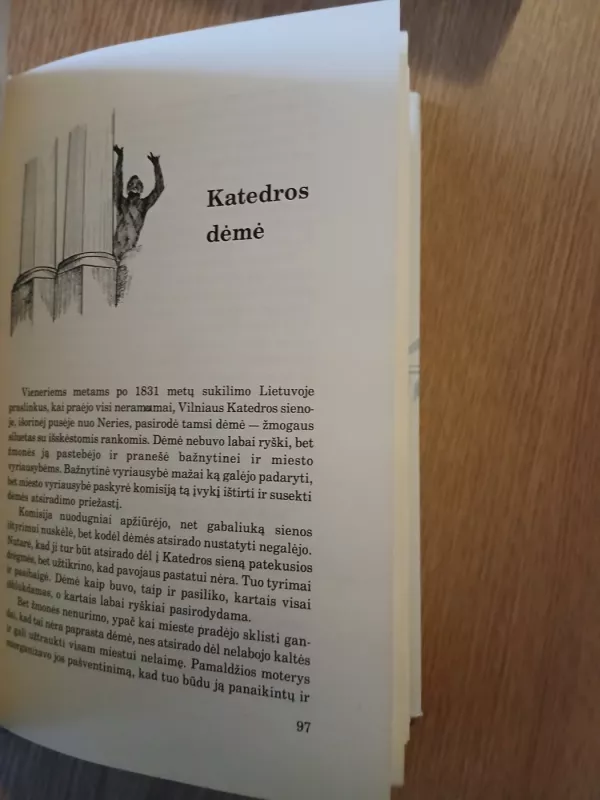 Katedros
dėmė
Vieneriems metams po 1831 metų sukilimo Lietuvoje
praslinkus, kai praėjo visi neramumai, Vilniaus Katedros sieno-
je, išorinėj pusėje nuo Neries, pasirodė tamsi dėmė — žmogaus
siluetas su išskėstomis rankomis. Dėmė nebuvo labai ryški, bet
žmonės ją pastebėjo ir pranešė bažnytinei ir miesto
vyriausybėms. Bažnytinė vyriausybė mažai ką galėjo padaryti,
bet miesto vyriausybė paskyrė komisiją tą įvykį ištirti ir susekti
dėmės atsiradimo priežastį.
Komisija nuodugniai apžiūrėjo, net gabaliuką sienos
ištyrimai nuskėlė, bet kodėl dėmės atsirado nustatyti negalėjo.
Nutarė, kad ji tur būt atsirado dėl į Katedros sieną patekusios
drėgmės, bet užtikrino, kad pavojaus pastatui nėra. Tuo tyrimai
ir pasibaigė. Dėmė kaip buvo, taip ir pasiliko, kartais visai
išblukdama, o kartais labai ryškiai pasirodydama.
Bet žmonės nenurimo, ypač kai mieste pradėjo sklisti gan-
dai, kad tai nėra paprasta dėmė, nes atsirado dėl nelabojo kaltės
ir gali užtraukti visam miestui nelaimę. Pamaldžios moterys
suorganizavo jos pašventinimą, kad tuo būdu ją panaikintų ir
97